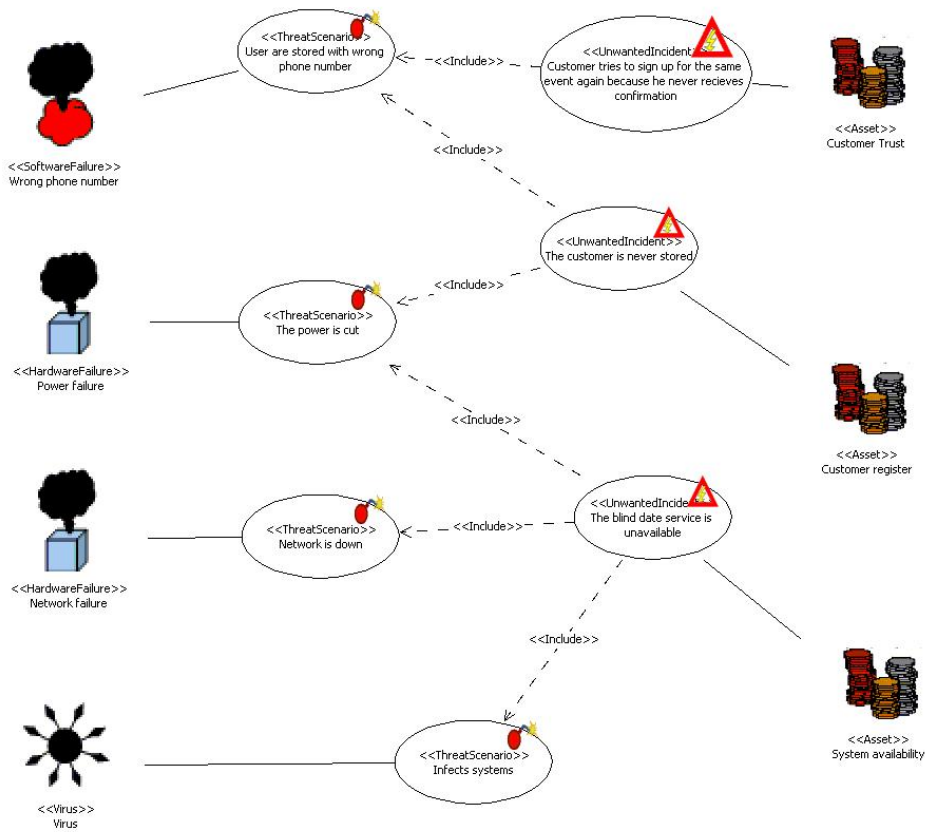 <<ThreatScenario>>
User are stored with wrong
phone number
<<Include>>
<<UnwantedIncident>>
Customer tries to sign up for the same
event again because he never recieves
confirmation
<<SoftwareFailure>>
Wrong phone number
<<Asset>>
Customer Trust
<<Include>>
<<UnwantedIncident>>
The customer is never stored
<<Include>>
<<ThreatScenario>>
The power is cut
<<HardwareFailure>>
Power failure
<<Asset>>
Customer register
<<Include>>
<<UnwantedIncident>>
The blind date service is
unavailable
<<Include>>
<<ThreatScenario>>
Network is down
<<HardwareFailure>>
Network failure
<<Include>>
<<Asset>>
System availability
<<ThreatScenario>>
Infects systems
<<Virus>>
Virus